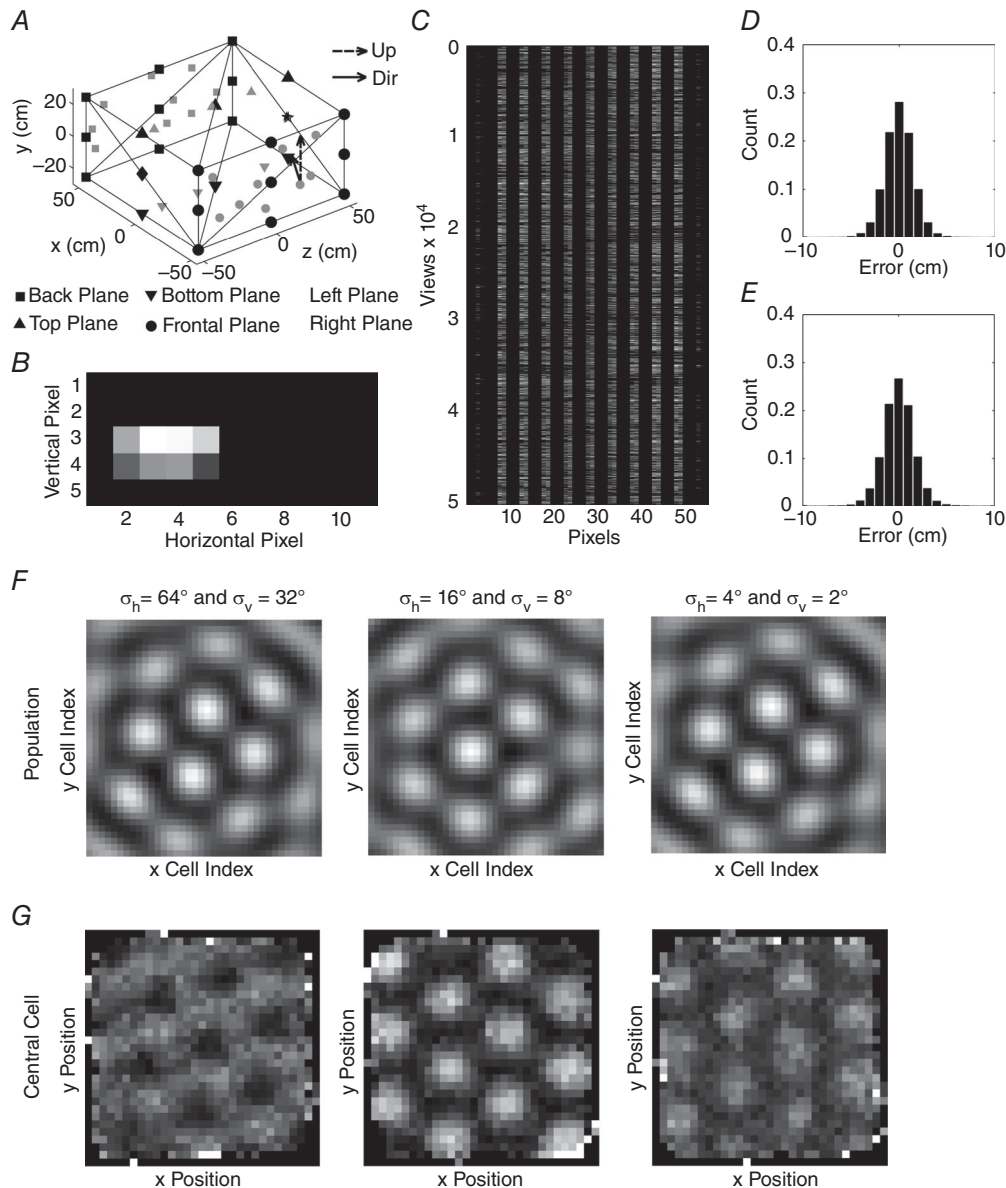 A
Up
Dir
y (cm)
20
0
−20
50
x (cm)
0
−50
−50
0
z (cm)
50
Back Plane
Bottom Plane
Left Plane
Top Plane
Frontal Plane
Right Plane
B
Vertical Pixel
1
2
3
4
5
2
4
6
8
10
Horizontal Pixel
C
Views x 10⁴
0
1
2
3
4
5
10
20
30
40
50
Pixels
D
Count
0.4
0.3
0.2
0.1
0
−10
0
10
Error (cm)
E
Count
0.4
0.3
0.2
0.1
0
−10
0
10
Error (cm)
F
σh= 64° and σv = 32°
σh= 16° and σv = 8°
σh= 4° and σv = 2°
Population
y Cell Index
y Cell Index
y Cell Index
x Cell Index
x Cell Index
x Cell Index
G
Central Cell
y Position
y Position
y Position
x Position
x Position
x Position